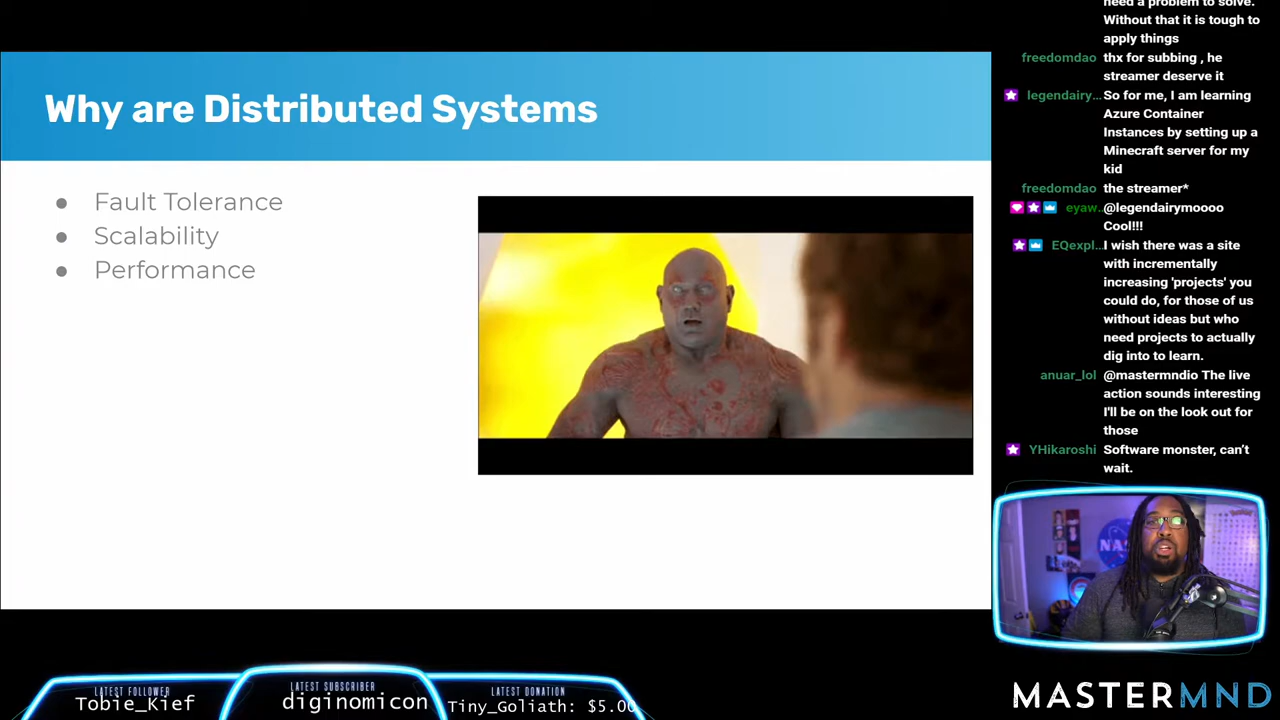 Why are Distributed Systems
● Fault Tolerance
● Scalability
● Performance
need a problem to solve.
Without that it is tough to
apply things
freedomdao thx for subbing , he
streamer deserve it
legendairy... So for me, I am learning
Azure Container
Instances by setting up a
Minecraft server for my
kid
freedomdao the streamer*
eyaw.. @legendairymoooo
Cool!!!
EQexpl... I wish there was a site
with incrementally
increasing 'projects' you
could do, for those of us
without ideas but who
need projects to actually
dig into to learn.
anuar_lol @mastermndio The live
action sounds interesting
I'll be on the look out for
those
YHikaroshi Software monster, can't
wait.
NASA
LATEST FOLLOWER
Tobie_Kief
LATEST SUBSCRIBER
diginomicon
LATEST DONATION
Tiny_Goliath: $5.00
MASTERMND